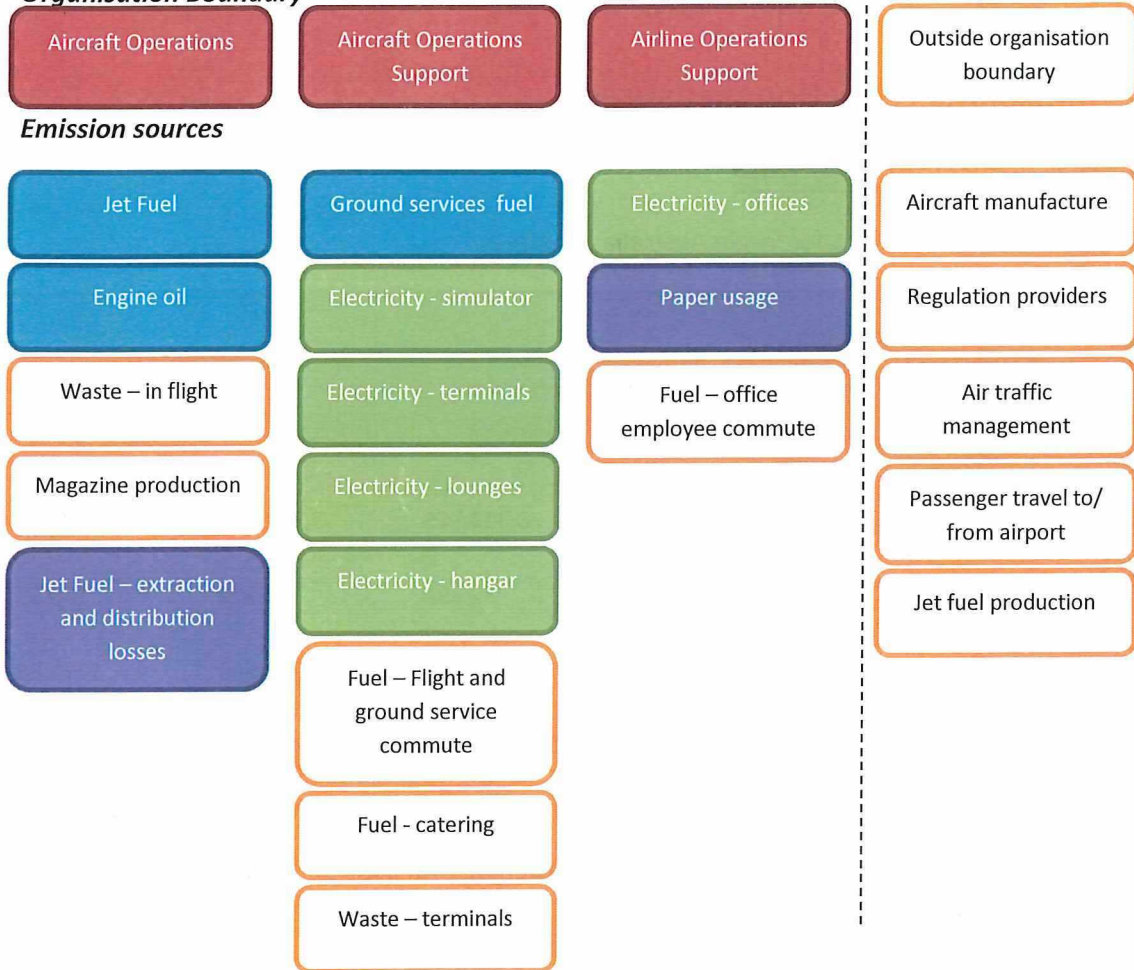 Organisation Boundary
Aircraft Operations
Aircraft Operations
Support
Airline Operations
Support
Outside organisation
boundary
Emission sources
Jet Fuel
Engine oil
Waste – in flight
Magazine production
Jet Fuel – extraction
and distribution
losses
Ground services fuel
Electricity - simulator
Electricity - terminals
Electricity - lounges
Electricity - hangar
Fuel – Flight and
ground service
commute
Fuel - catering
Waste – terminals
Electricity - offices
Paper usage
Fuel – office
employee commute
Aircraft manufacture
Regulation providers
Air traffic
management
Passenger travel to/
from airport
Jet fuel production